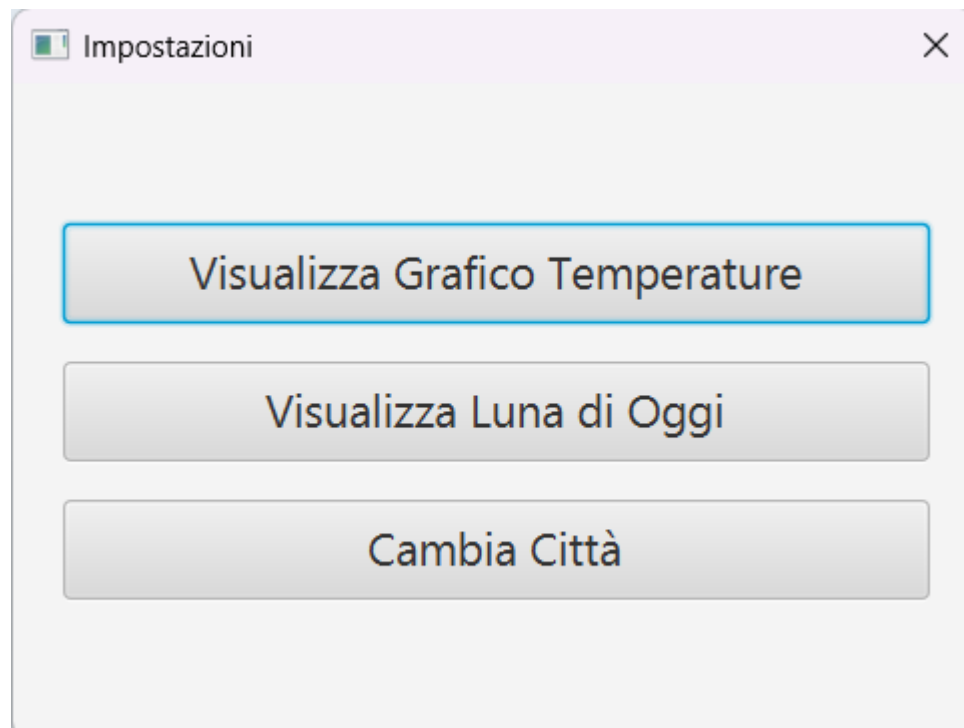 Impostazioni
Visualizza Grafico Temperature
Visualizza Luna di Oggi
Cambia Città